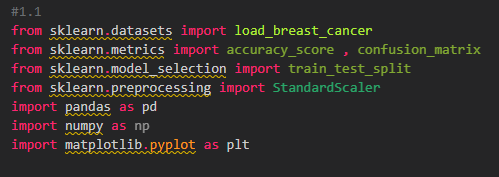 #1.1
from sklearn.datasets import load_breast_cancer
from sklearn.metrics import accuracy_score , confusion_matrix
from sklearn.model_selection import train_test_split
from sklearn.preprocessing import StandardScaler
import pandas as pd
import numpy as np
import matplotlib.pyplot as plt